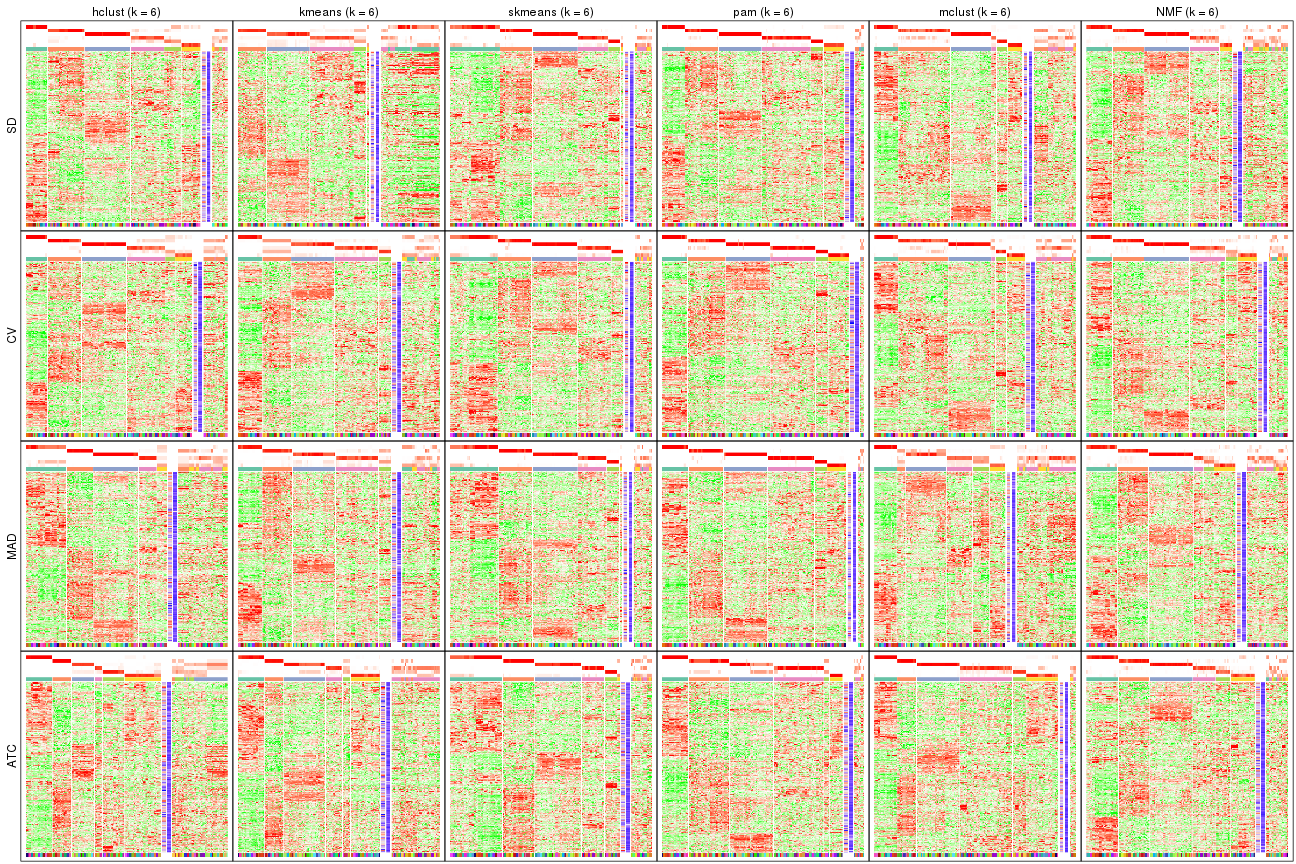 hclust (k = 6) kmeans (k = 6) skmeans (k = 6) pam (k = 6) mclust (k = 6) NMF (k = 6)
SD
CV
MAD
ATC